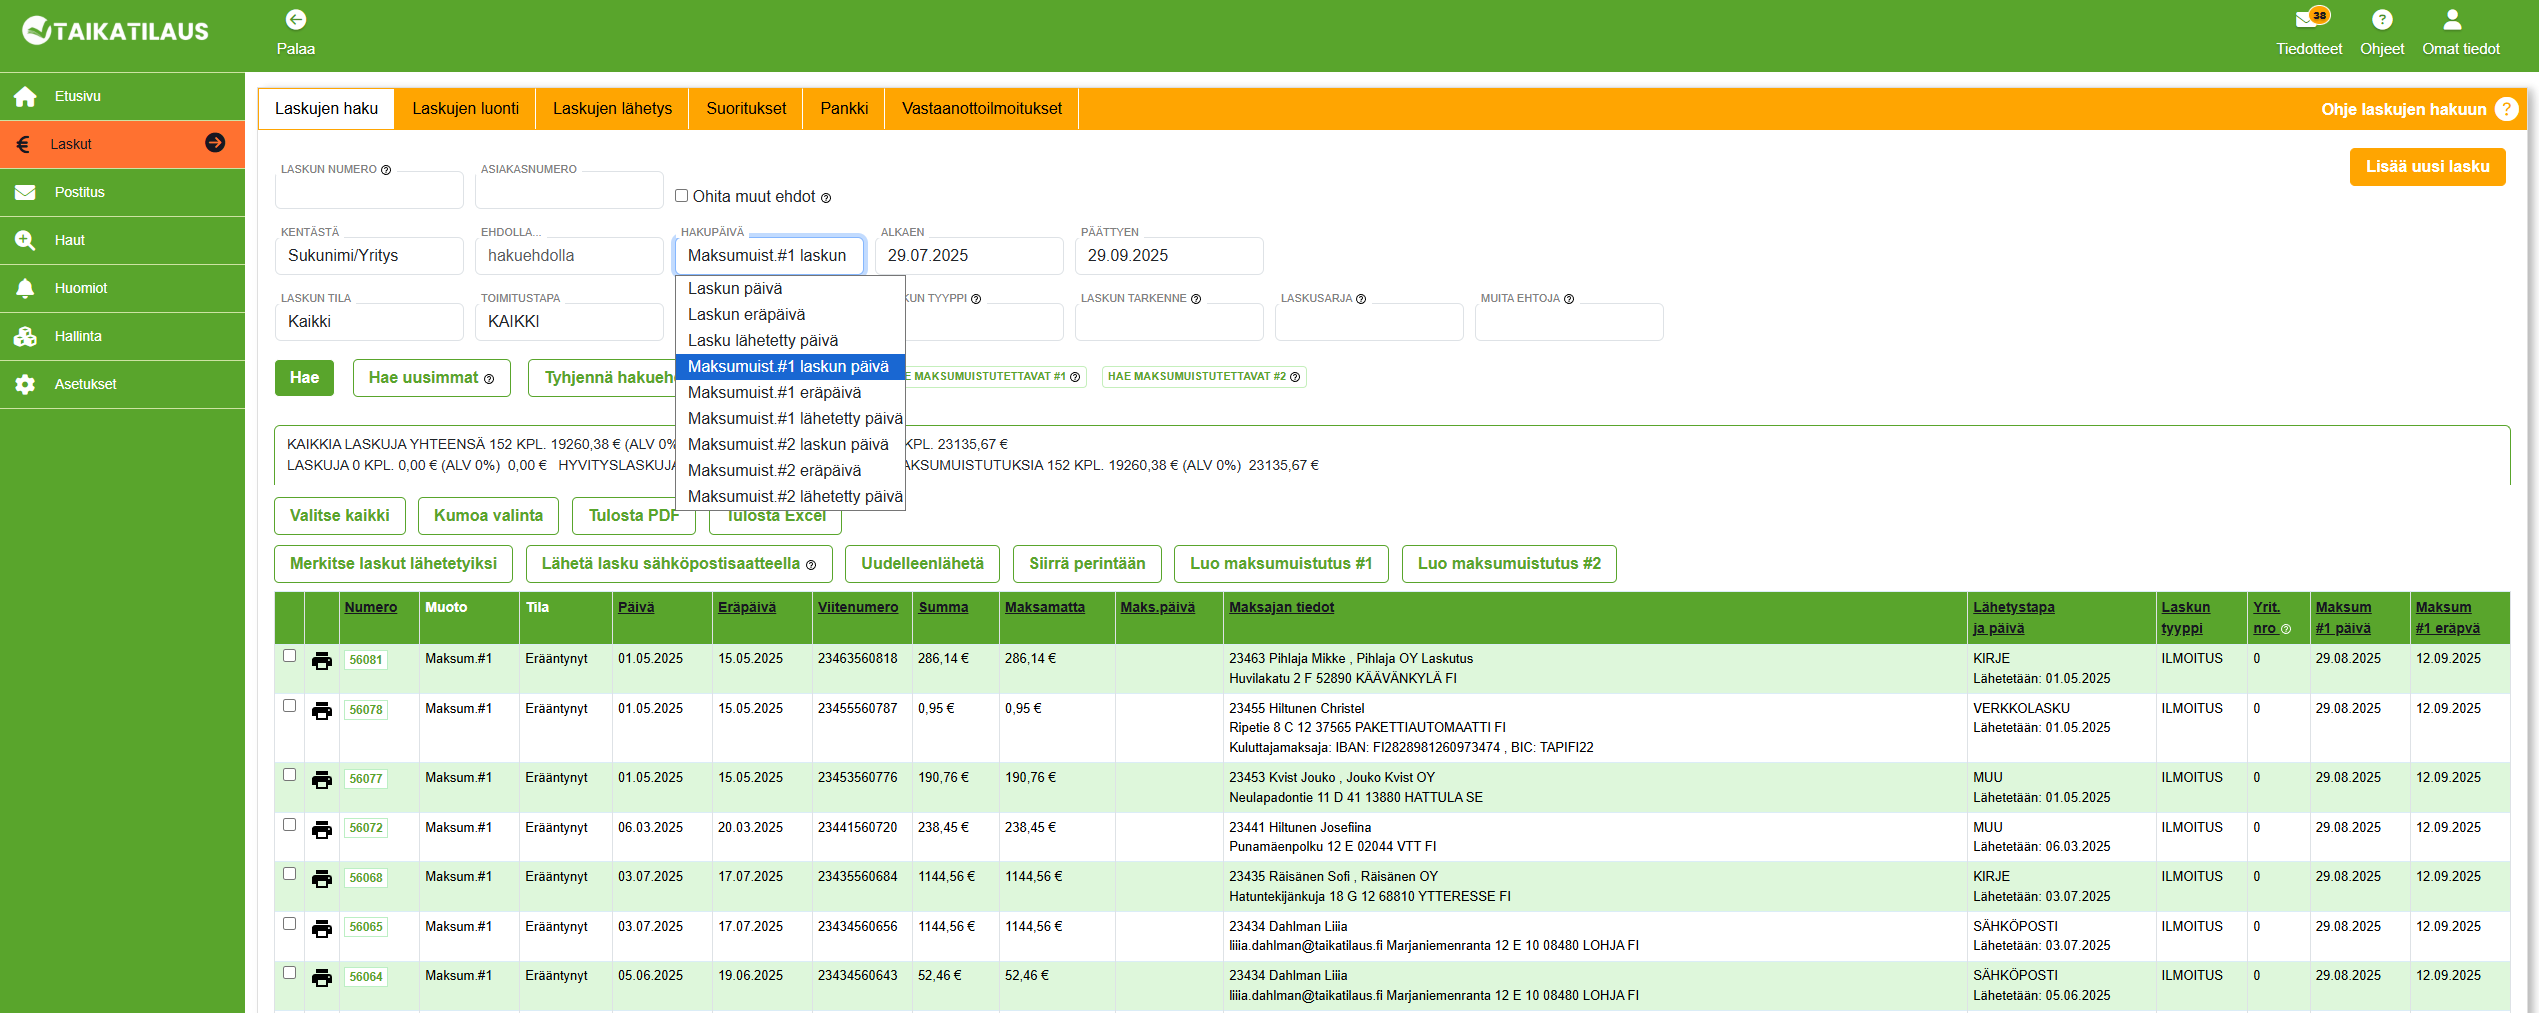 TAIKATILAUS
Palaa
38
Tiedotteet
Ohjeet
Omat tiedot
Etusivu
Laskut
Postitus
Haut
Huomiot
Hallinta
Asetukset
Laskujen haku
Laskujen luonti
Laskujen lähetys
Suoritukset
Pankki
Vastaanottoilmoitukset
Ohje laskujen hakuun ?
LASKUN NUMERO ?
ASIAKASNUMERO
Ohita muut ehdot ?
Lisää uusi lasku
KENTÄSTÄ
Sukunimi/Yritys
EHDOLLA...
hakuehdolla
HAKUPÄIVÄ
Maksumuist.#1 laskun
ALKAEN
29.07.2025
PÄÄTTYEN
29.09.2025
Laskun päivä
Laskun eräpäivä
Lasku lähetetty päivä
Maksumuist.#1 laskun päivä
Maksumuist.#1 eräpäivä
Maksumuist.#1 lähetetty päivä
Maksumuist.#2 laskun päivä
Maksumuist.#2 eräpäivä
Maksumuist.#2 lähetetty päivä
LASKUN TILA
Kaikki
TOIMITUSTAPA
KAIKKI
KUN TYYPPI ?
LASKUN TARKENNE ?
LASKUSARJA ?
MUITA EHTOJA ?
Hae
Hae uusimmat ?
Tyhjennä hakueh
E MAKSUMUISTUTETTAVAT #1 ?
HAE MAKSUMUISTUTETTAVAT #2 ?
KAIKKIA LASKUJA YHTEENSÄ 152 KPL. 19260,38 € (ALV 0% KPL. 23135,67 €
LASKUJA 0 KPL. 0,00 € (ALV 0%) 0,00 € HYVITYSLASKUJA AKSUMUISTUTUKSIA 152 KPL. 19260,38 € (ALV 0%) 23135,67 €
Valitse kaikki
Kumoa valinta
Tulosta PDF
Tulosta Excel
Merkitse laskut lähetetyiksi
Lähetä lasku sähköpostisaatteella ?
Uudelleenlähetä
Siirrä perintään
Luo maksumuistutus #1
Luo maksumuistutus #2
Numero Muoto Tila Päivä Eräpäivä Viitenumero Summa Maksamatta Maks.päivä Maksajan tiedot Lähetystapa Laskun Yrit. Maksum Maksum
ja päivä tyyppi nro ? #1 päivä #1 eräpvä
56081 Maksum.#1 Erääntynyt 01.05.2025 15.05.2025 23463560818 286,14 € 286,14 € 23463 Pihlaja Mikke , Pihlaja OY Laskutus KIRJE ILMOITUS 0 29.08.2025 12.09.2025
Huvilakatu 2 F 52890 KÄÄVÄNKYLÄ FI Lähetetään: 01.05.2025
56078 Maksum.#1 Erääntynyt 01.05.2025 15.05.2025 23455560787 0,95 € 0,95 € 23455 Hiltunen Christel VERKKOLASKU ILMOITUS 0 29.08.2025 12.09.2025
Ripetie 8 C 12 37565 PAKETTIAUTOMAATTI FI Lähetetään: 01.05.2025
Kuluttajamaksaja: IBAN: FI2828981260973474 , BIC: TAPIFI22
56077 Maksum.#1 Erääntynyt 01.05.2025 15.05.2025 23453560776 190,76 € 190,76 € 23453 Kvist Jouko , Jouko Kvist OY MUU ILMOITUS 0 29.08.2025 12.09.2025
Neulapadontie 11 D 41 13880 HATTULA SE Lähetetään: 01.05.2025
56072 Maksum.#1 Erääntynyt 06.03.2025 20.03.2025 23441560720 238,45 € 238,45 € 23441 Hiltunen Josefiina MUU ILMOITUS 0 29.08.2025 12.09.2025
Punamäenpolku 12 E 02044 VTT FI Lähetetään: 06.03.2025
56068 Maksum.#1 Erääntynyt 03.07.2025 17.07.2025 23435560684 1144,56 € 1144,56 € 23435 Räisänen Sofi , Räisänen OY KIRJE ILMOITUS 0 29.08.2025 12.09.2025
Hatuntekijänkuja 18 G 12 68810 YTTERESSE FI Lähetetään: 03.07.2025
56065 Maksum.#1 Erääntynyt 03.07.2025 17.07.2025 23434560656 1144,56 € 1144,56 € 23434 Dahlman Liiia SÄHKÖPOSTI ILMOITUS 0 29.08.2025 12.09.2025
liiia.dahlman@taikatilaus.fi Marjaniemenranta 12 E 10 08480 LOHJA FI Lähetetään: 03.07.2025
56064 Maksum.#1 Erääntynyt 05.06.2025 19.06.2025 23434560643 52,46 € 52,46 € 23434 Dahlman Liiia SÄHKÖPOSTI ILMOITUS 0 29.08.2025 12.09.2025
liiia.dahlman@taikatilaus.fi Marjaniemenranta 12 E 10 08480 LOHJA FI Lähetetään: 05.06.2025